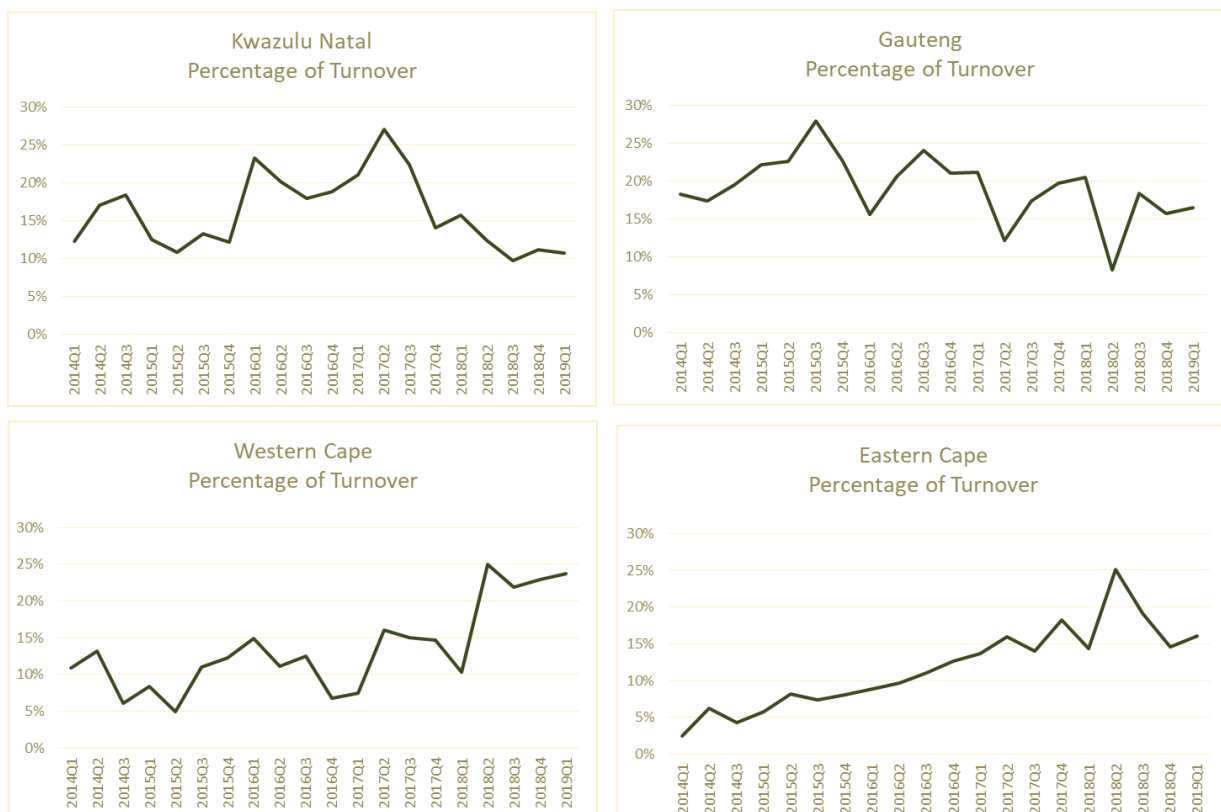 Kwazulu Natal
Percentage of Turnover
30%
25%
20%
15%
10%
5%
0%
2014Q1
2014Q2
2014Q3
2015Q1
2015Q2
2015Q3
2015Q4
2016Q1
2016Q2
2016Q3
2016Q4
2017Q1
2017Q2
2017Q3
2017Q4
2018Q1
2018Q2
2018Q3
2018Q4
2019Q1
Gauteng
Percentage of Turnover
30%
25%
20%
15%
10%
5%
0%
2014Q1
2014Q2
2014Q3
2015Q1
2015Q2
2015Q3
2015Q4
2016Q1
2016Q2
2016Q3
2016Q4
2017Q1
2017Q2
2017Q3
2017Q4
2018Q1
2018Q2
2018Q3
2018Q4
2019Q1
Western Cape
Percentage of Turnover
30%
25%
20%
15%
10%
5%
0%
2014Q1
2014Q2
2014Q3
2015Q1
2015Q2
2015Q3
2015Q4
2016Q1
2016Q2
2016Q3
2016Q4
2017Q1
2017Q2
2017Q3
2017Q4
2018Q1
2018Q2
2018Q3
2018Q4
2019Q1
Eastern Cape
Percentage of Turnover
30%
25%
20%
15%
10%
5%
0%
2014Q1
2014Q2
2014Q3
2015Q1
2015Q2
2015Q3
2015Q4
2016Q1
2016Q2
2016Q3
2016Q4
2017Q1
2017Q2
2017Q3
2017Q4
2018Q1
2018Q2
2018Q3
2018Q4
2019Q1